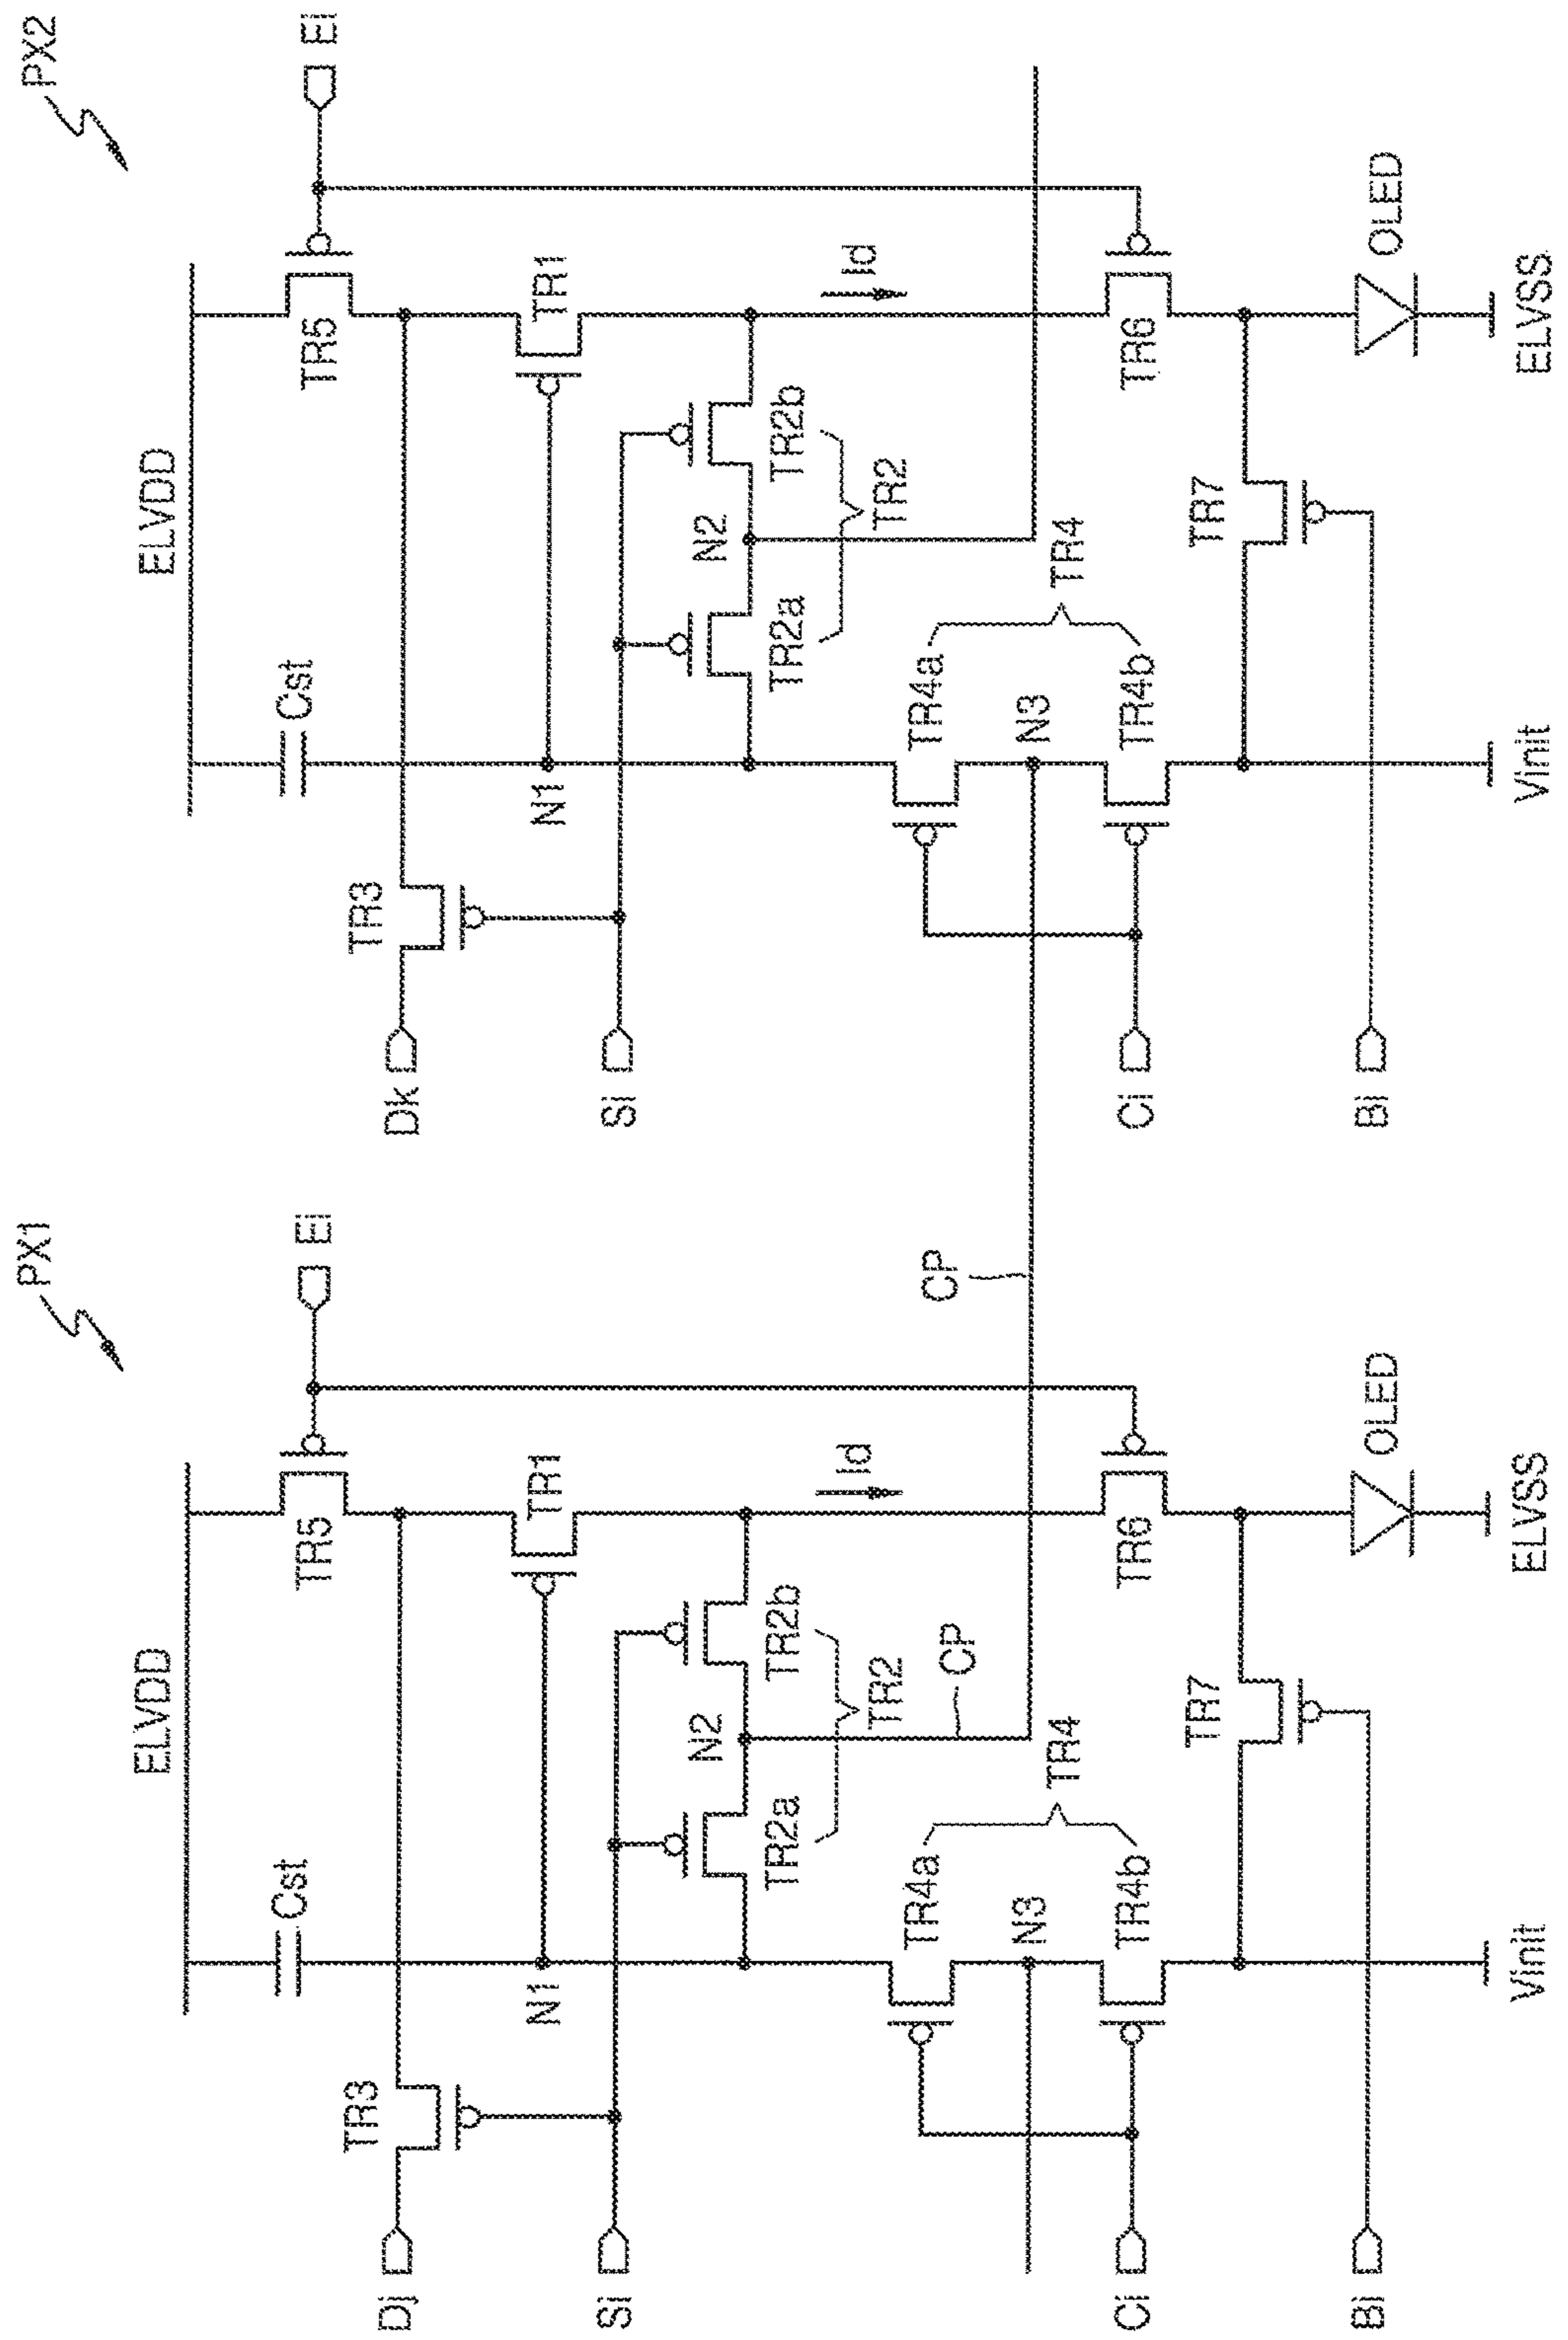 PX1
PX2
ELVDD
Cst
TR5
Ei
TR3
Dj
N1
TR1
Si
N2
TR2a
TR2b
TR2
Id
CP
CP
TR4a
TR4
N3
TR4b
Ci
TR6
TR7
Bi
OLED
Vinit
ELVSS
ELVDD
Cst
TR5
Ei
TR3
Dk
N1
TR1
Si
N2
TR2a
TR2b
TR2
Id
TR4a
TR4
N3
TR4b
Ci
TR6
TR7
Bi
OLED
Vinit
ELVSS